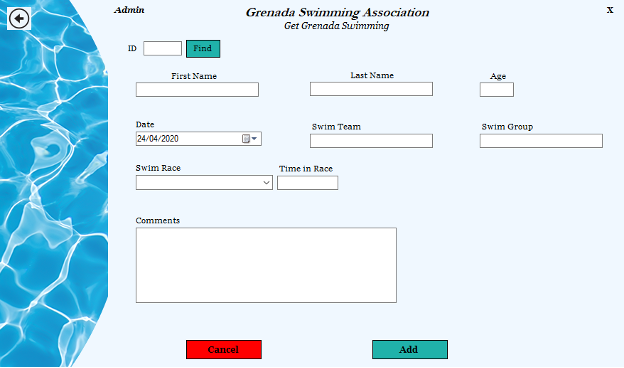 Admin
Grenada Swimming Association
X
Get Grenada Swimming
ID
Find
First Name
Last Name
Age
Date
Swim Team
Swim Group
24/04/2020
Swim Race
Time in Race
Comments
Cancel
Add